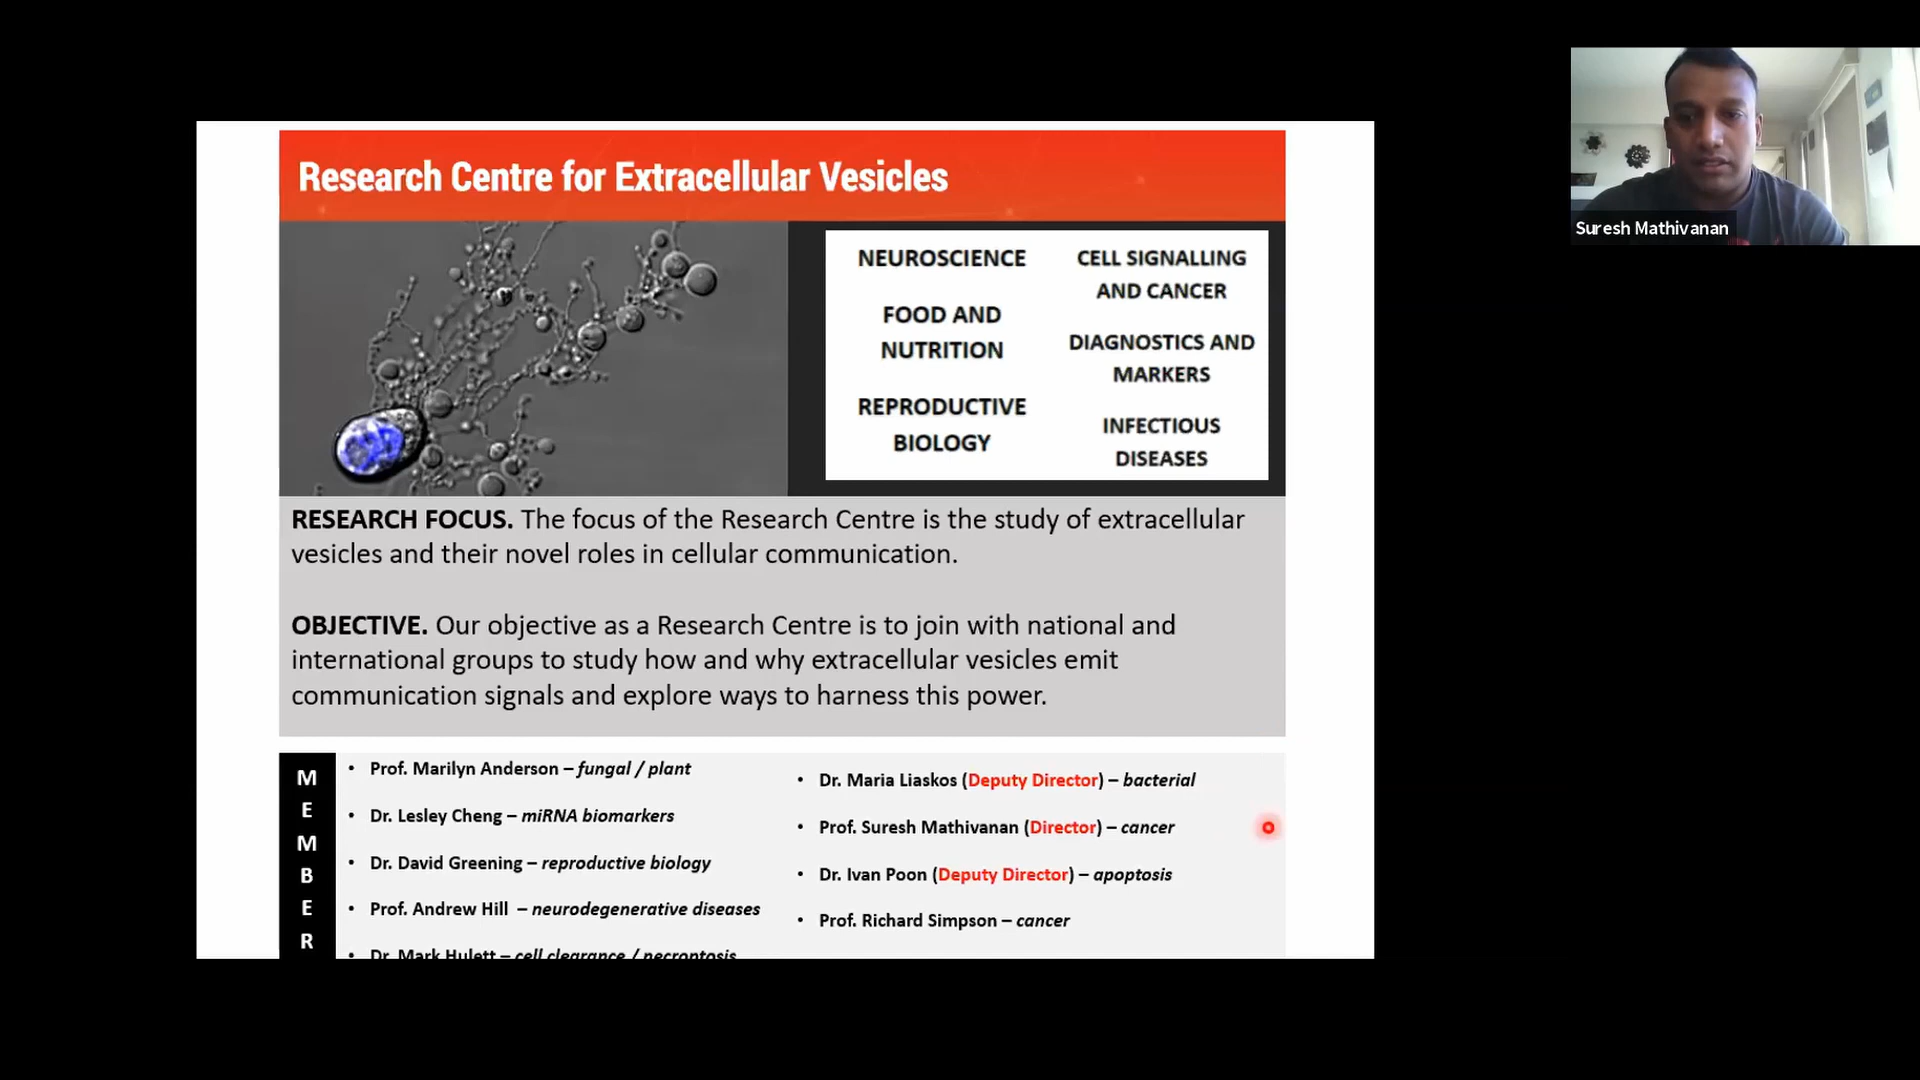 Research Centre for Extracellular Vesicles
NEUROSCIENCE
FOOD AND
NUTRITION
REPRODUCTIVE
BIOLOGY
CELL SIGNALLING
AND CANCER
DIAGNOSTICS AND
MARKERS
INFECTIOUS
DISEASES
RESEARCH FOCUS. The focus of the Research Centre is the study of extracellular
vesicles and their novel roles in cellular communication.
OBJECTIVE. Our objective as a Research Centre is to join with national and
international groups to study how and why extracellular vesicles emit
communication signals and explore ways to harness this power.
M
E
M
B
E
R
• Prof. Marilyn Anderson – fungal / plant
• Dr. Lesley Cheng – miRNA biomarkers
• Dr. David Greening – reproductive biology
• Prof. Andrew Hill – neurodegenerative diseases
• Dr. Mark Hulett – cell clearance / necroptosis
• Dr. Maria Liaskos (Deputy Director) – bacterial
• Prof. Suresh Mathivanan (Director) – cancer
• Dr. Ivan Poon (Deputy Director) – apoptosis
• Prof. Richard Simpson – cancer
Suresh Mathivanan